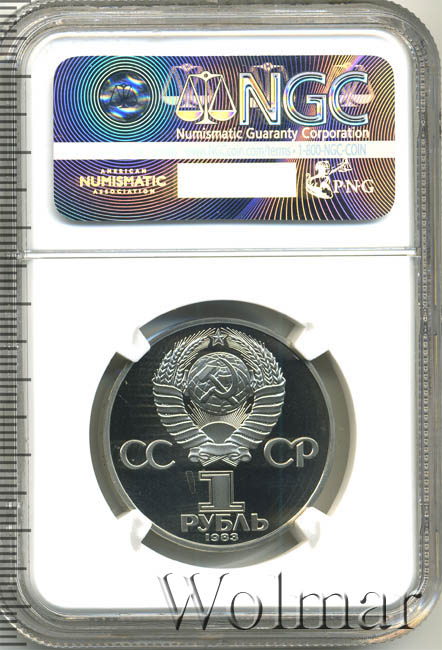 NGC
Numismatic Guaranty Corporation
NGCcoin.com/terms • 1-800-NGC-COIN
AMERICAN
NUMISMATIC
ASSOCIATION
PNG
СС СР
1
РУБЛЬ
1983
Wolmar